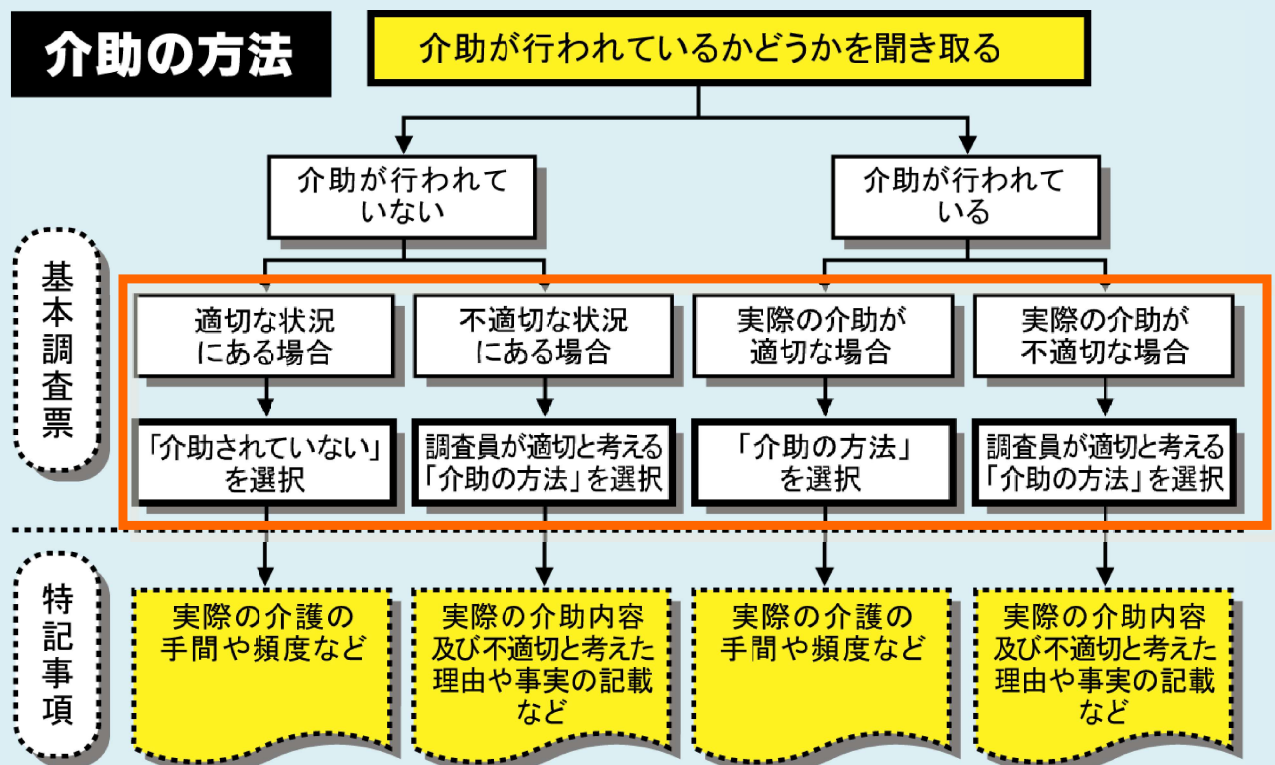 介助の方法
介助が行われているかどうかを聞き取る
介助が行われて
いない
介助が行われて
いる
基本調査票
適切な状況
にある場合
不適切な状況
にある場合
実際の介助が
適切な場合
実際の介助が
不適切な場合
「介助されていない」
を選択
調査員が適切と考える
「介助の方法」を選択
「介助の方法」
を選択
調査員が適切と考える
「介助の方法」を選択
特記事項
実際の介護の
手間や頻度など
実際の介助内容
及び不適切と考えた
理由や事実の記載
など
実際の介護の
手間や頻度など
実際の介助内容
及び不適切と考えた
理由や事実の記載
など